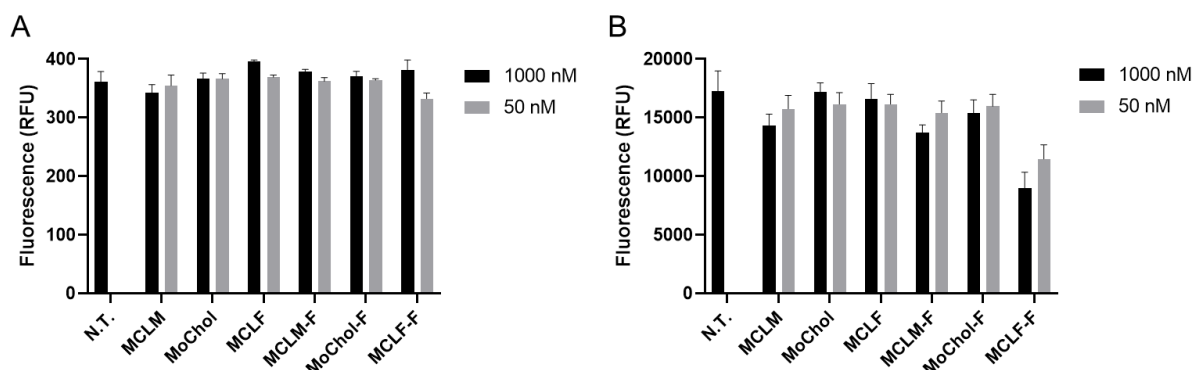 A
Fluorescence (RFU)
400
300
200
100
0
N.T.
MCLM
MoChol
MCLF
MCLM-F
MoChol-F
MCLF-F
1000 nM
50 nM
B
Fluorescence (RFU)
20000
15000
10000
5000
0
N.T.
MCLM
MoChol
MCLF
MCLM-F
MoChol-F
MCLF-F
1000 nM
50 nM